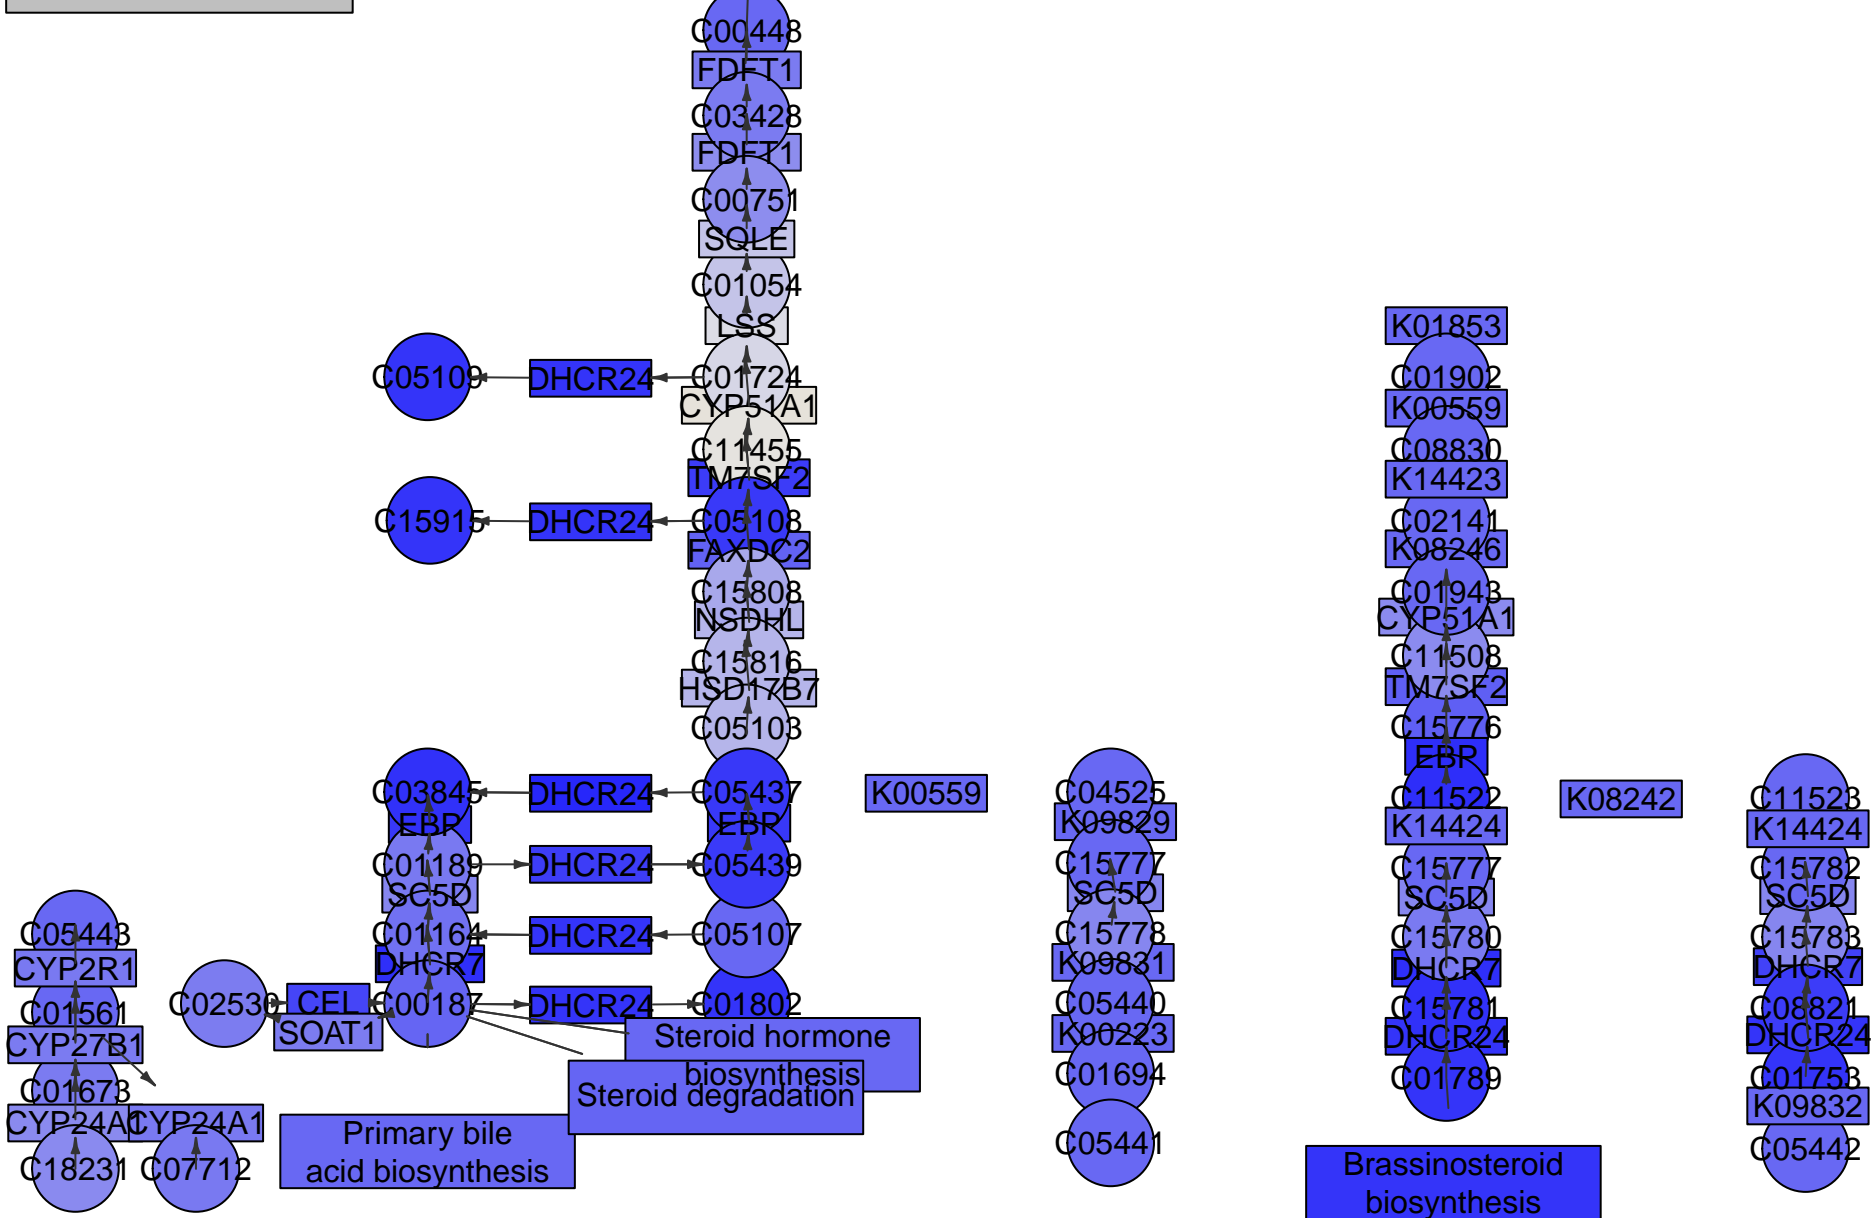 C00448
FDFT1
C03428
FDFT1
C00751
SQLE
C01054
LSS
C05109
DHCR24
C01724
CYP51A1
C11455
TM7SF2
C15915
DHCR24
C05108
FAXDC2
C15808
NSDHL
C15816
HSD17B7
C05103
C03845
DHCR24
C05437
EBP
EBP
C01189
DHCR24
C05439
SC5D
C01164
DHCR24
C05107
DHCR7
C02530
CEL
C00187
DHCR24
C01802
SOAT1
Steroid hormone
biosynthesis
Steroid degradation
Primary bile
acid biosynthesis
C05443
CYP2R1
C01561
CYP27B1
C01673
CYP24A1
CYP24A1
C18231
C07712
K00559
C04525
K09829
C15777
SC5D
C15778
K09831
C05440
K00223
C01694
C05441
K01853
C01902
K00559
C08830
K14423
C02141
K08246
C01943
CYP51A1
C11508
TM7SF2
C15776
EBP
C11522
K14424
C15777
SC5D
C15780
DHCR7
C15781
DHCR24
C01789
Brassinosteroid
biosynthesis
K08242
C11523
K14424
C15782
SC5D
C15783
DHCR7
C08821
DHCR24
C01753
K09832
C05442